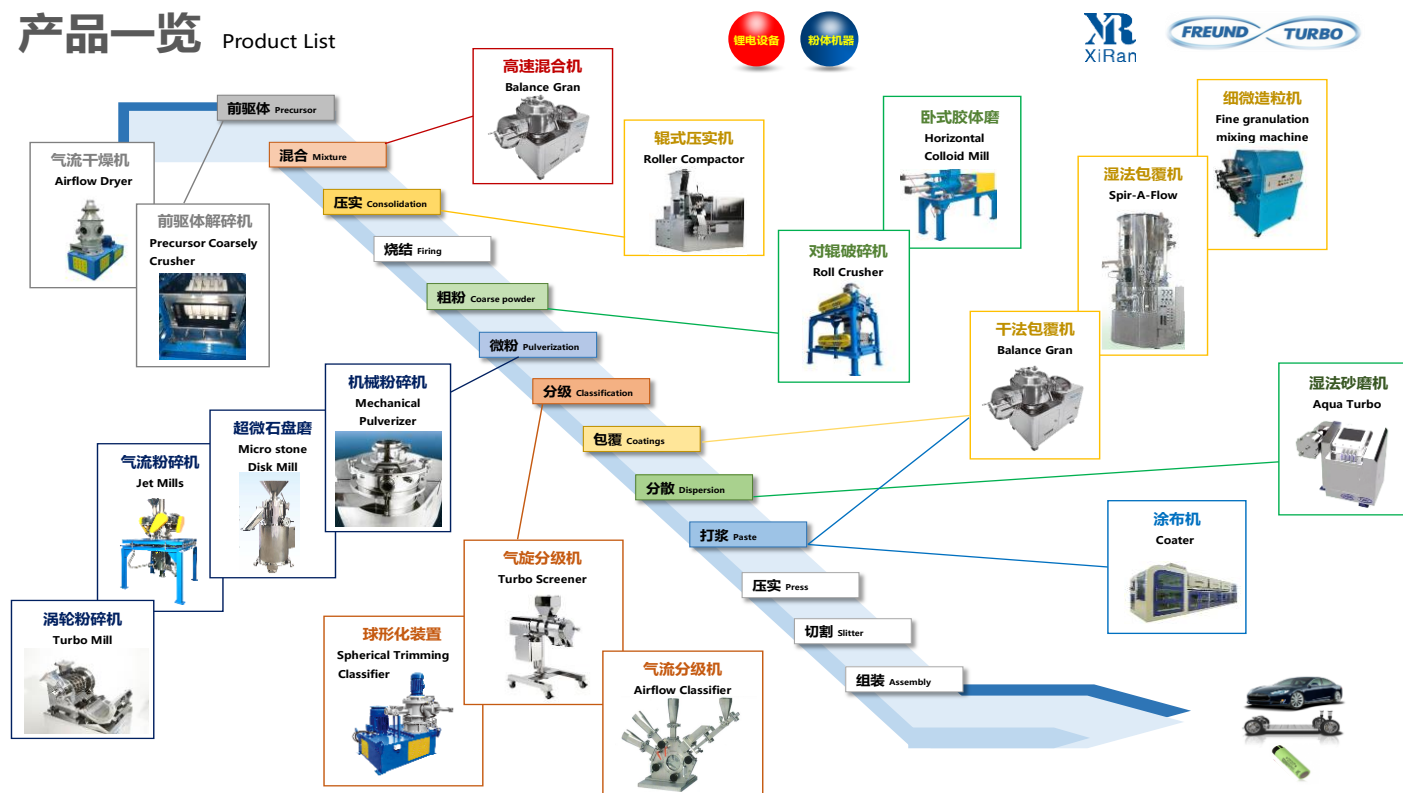 产品一览 Product List
锂电设备
粉体机器
XR
XiRan
FREUND TURBO
前驱体 Precursor
混合 Mixture
压实 Consolidation
烧结 Firing
粗粉 Coarse powder
微粉 Pulverization
分级 Classification
包覆 Coatings
分散 Dispersion
打浆 Paste
压实 Press
切割 Slitter
组装 Assembly
气流干燥机
Airflow Dryer
前驱体解碎机
Precursor Coarsely
Crusher
高速混合机
Balance Gran
辊式压实机
Roller Compactor
卧式胶体磨
Horizontal
Colloid Mill
对辊破碎机
Roll Crusher
细微造粒机
Fine granulation
mixing machine
湿法包覆机
Spir-A-Flow
干法包覆机
Balance Gran
湿法砂磨机
Aqua Turbo
涂布机
Coater
机械粉碎机
Mechanical
Pulverizer
超微石盘磨
Micro stone
Disk Mill
气流粉碎机
Jet Mills
涡轮粉碎机
Turbo Mill
气旋分级机
Turbo Screener
球形化装置
Spherical Trimming
Classifier
气流分级机
Airflow Classifier